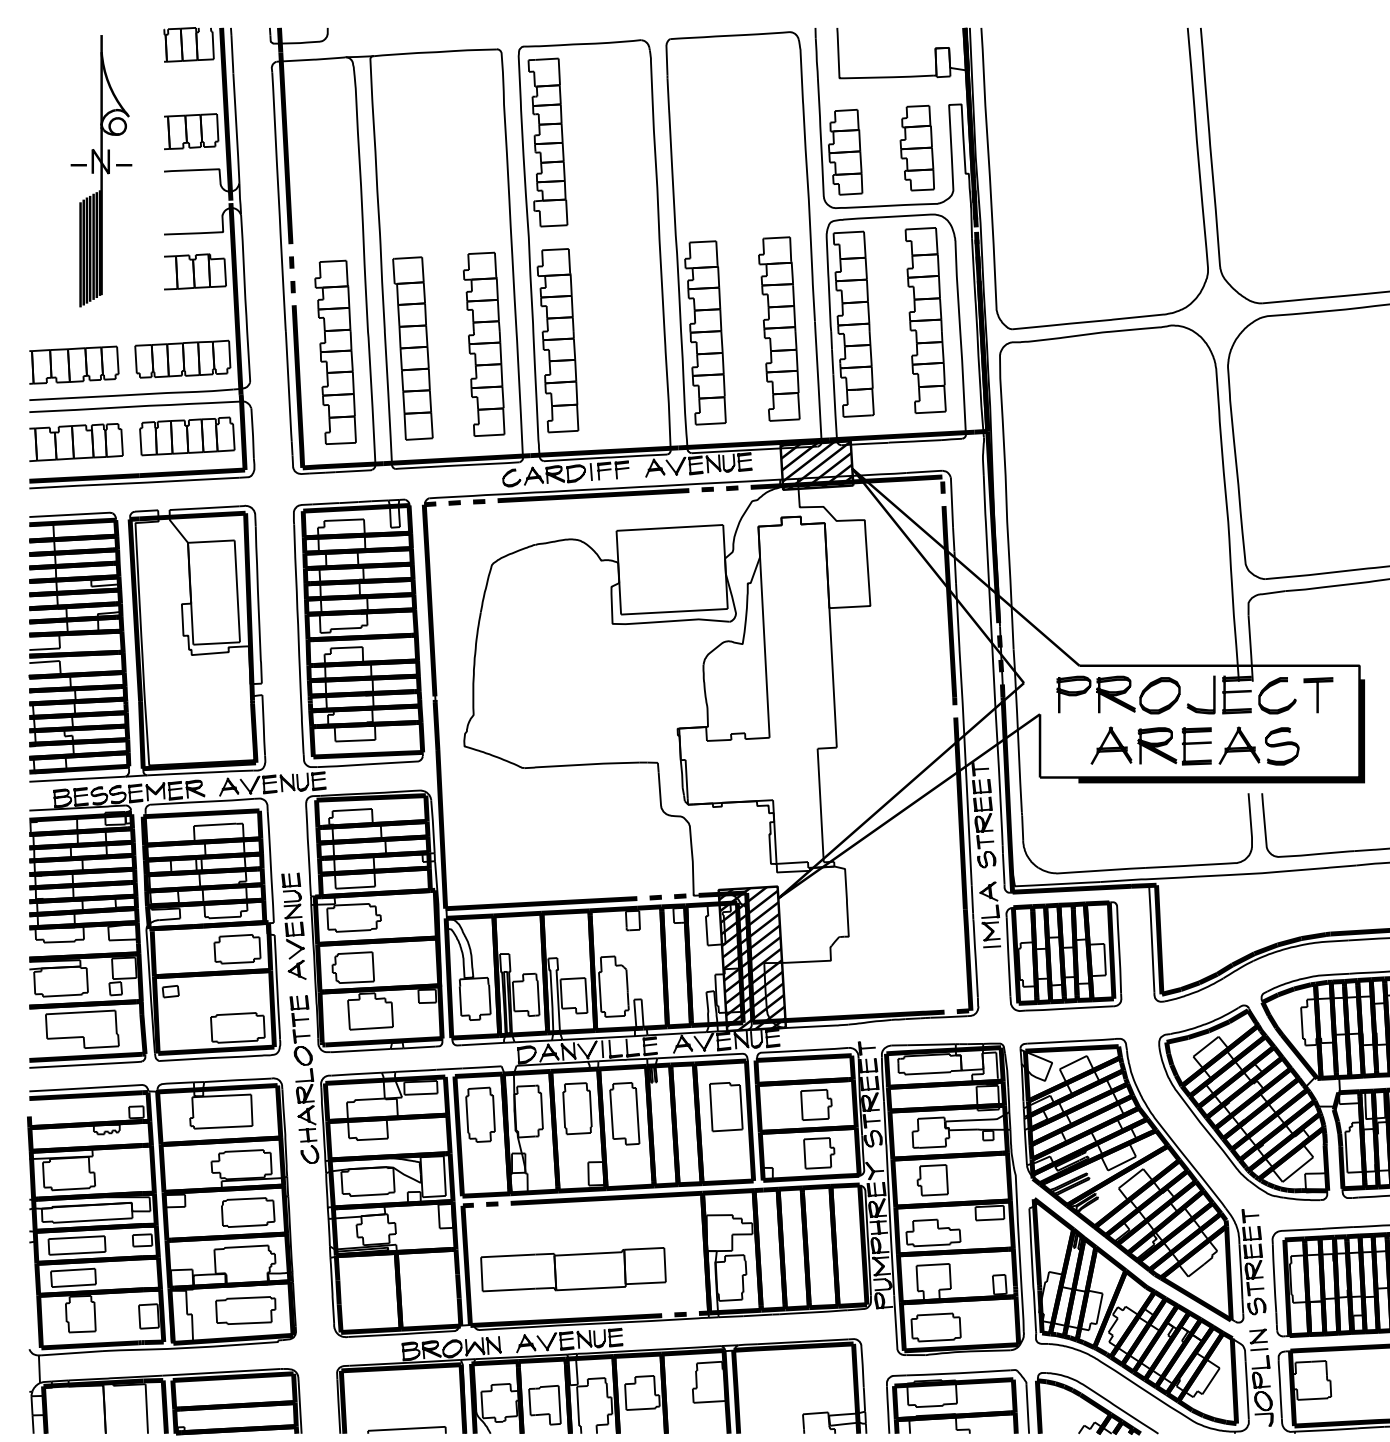 -N-
CARDIFF AVENUE
PROJECT
AREAS
BESSEMER AVENUE
IMLA STREET
CHARLOTTE AVENUE
DANVILLE AVENUE
PUMPHREY STREET
JOPLIN STREET
BROWN AVENUE